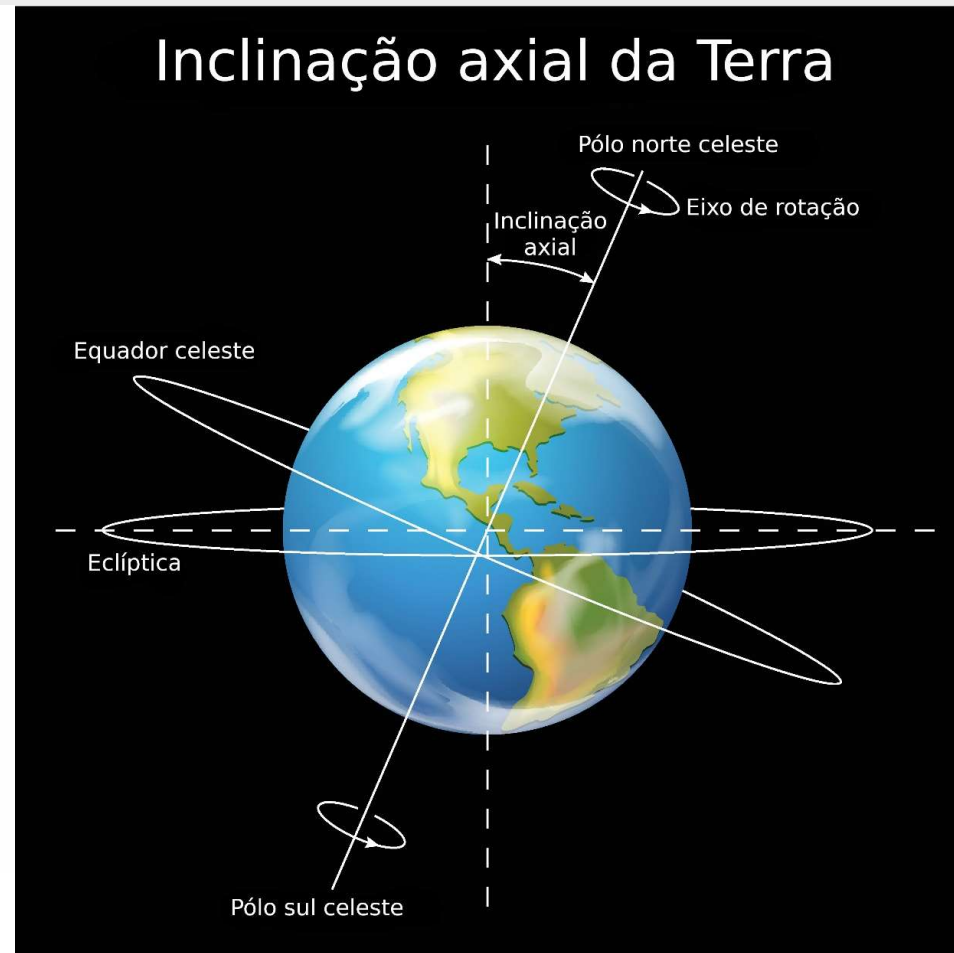 Inclinação axial da Terra
Pólo norte celeste
Eixo de rotação
Inclinação
axial
Equador celeste
Eclíptica
Pólo sul celeste